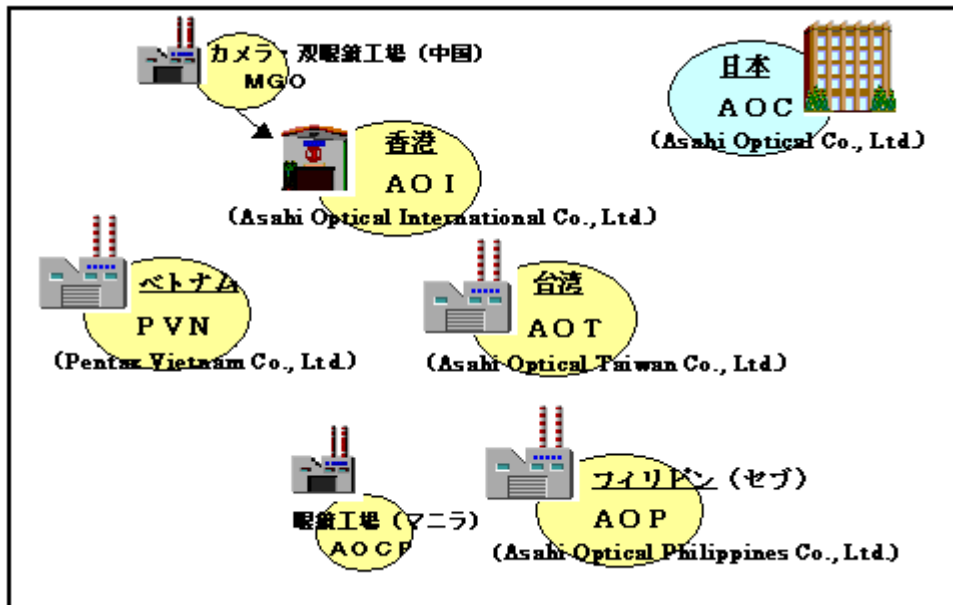 カメラ・双眼鏡工場（中国）
ＭＧＯ
日本
ＡＯＣ
(Asahi Optical Co., Ltd.)
香港
ＡＯＩ
(Asahi Optical International Co., Ltd.)
ベトナム
ＰＶＮ
(Pentax Vietnam Co., Ltd.)
台湾
ＡＯＴ
(Asahi Optical Taiwan Co., Ltd.)
眼鏡工場（マニラ）
ＡＯＣＰ
フィリピン（セブ）
ＡＯＰ
(Asahi Optical Philippines Co., Ltd.)